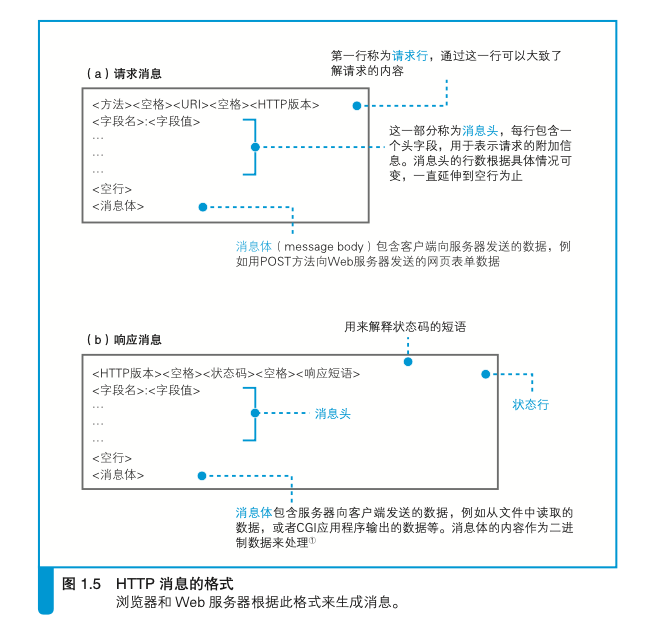 第一行称为请求行，通过这一行可以大致了
解请求的内容
（a）请求消息
<方法><空格><URI><空格><HTTP版本>
<字段名>:<字段值>
…
…
…
<空行>
<消息体>
这一部分称为消息头，每行包含一
个头字段，用于表示请求的附加信
息。消息头的行数根据具体情况可
变，一直延伸到空行为止
消息体（message body）包含客户端向服务器发送的数据，例
如用POST方法向Web服务器发送的网页表单数据
用来解释状态码的短语
（b）响应消息
<HTTP版本><空格><状态码><空格><响应短语>
<字段名>:<字段值>
…
…
…
<空行>
<消息体>
消息头
状态行
消息体包含服务器向客户端发送的数据，例如从文件中读取的
数据，或者CGI应用程序输出的数据等。消息体的内容作为二进
制数据来处理①
图 1.5 HTTP 消息的格式
浏览器和 Web 服务器根据此格式来生成消息。